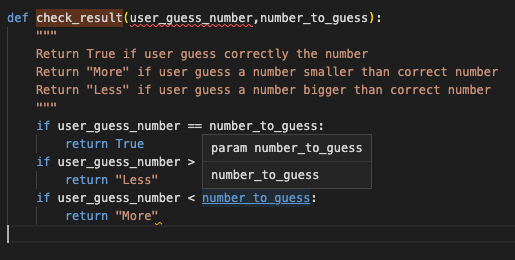 def check_result(user_guess_number,number_to_guess):
"""
Return True if user guess correctly the number
Return "More" if user guess a number smaller than correct number
Return "Less" if user guess a number bigger than correct number
"""
if user_guess_number == number_to_guess:
return True
param number_to_guess
if user_guess_number >
number_to_guess
return "Less"
if user_guess_number < number_to_guess:
return "More"